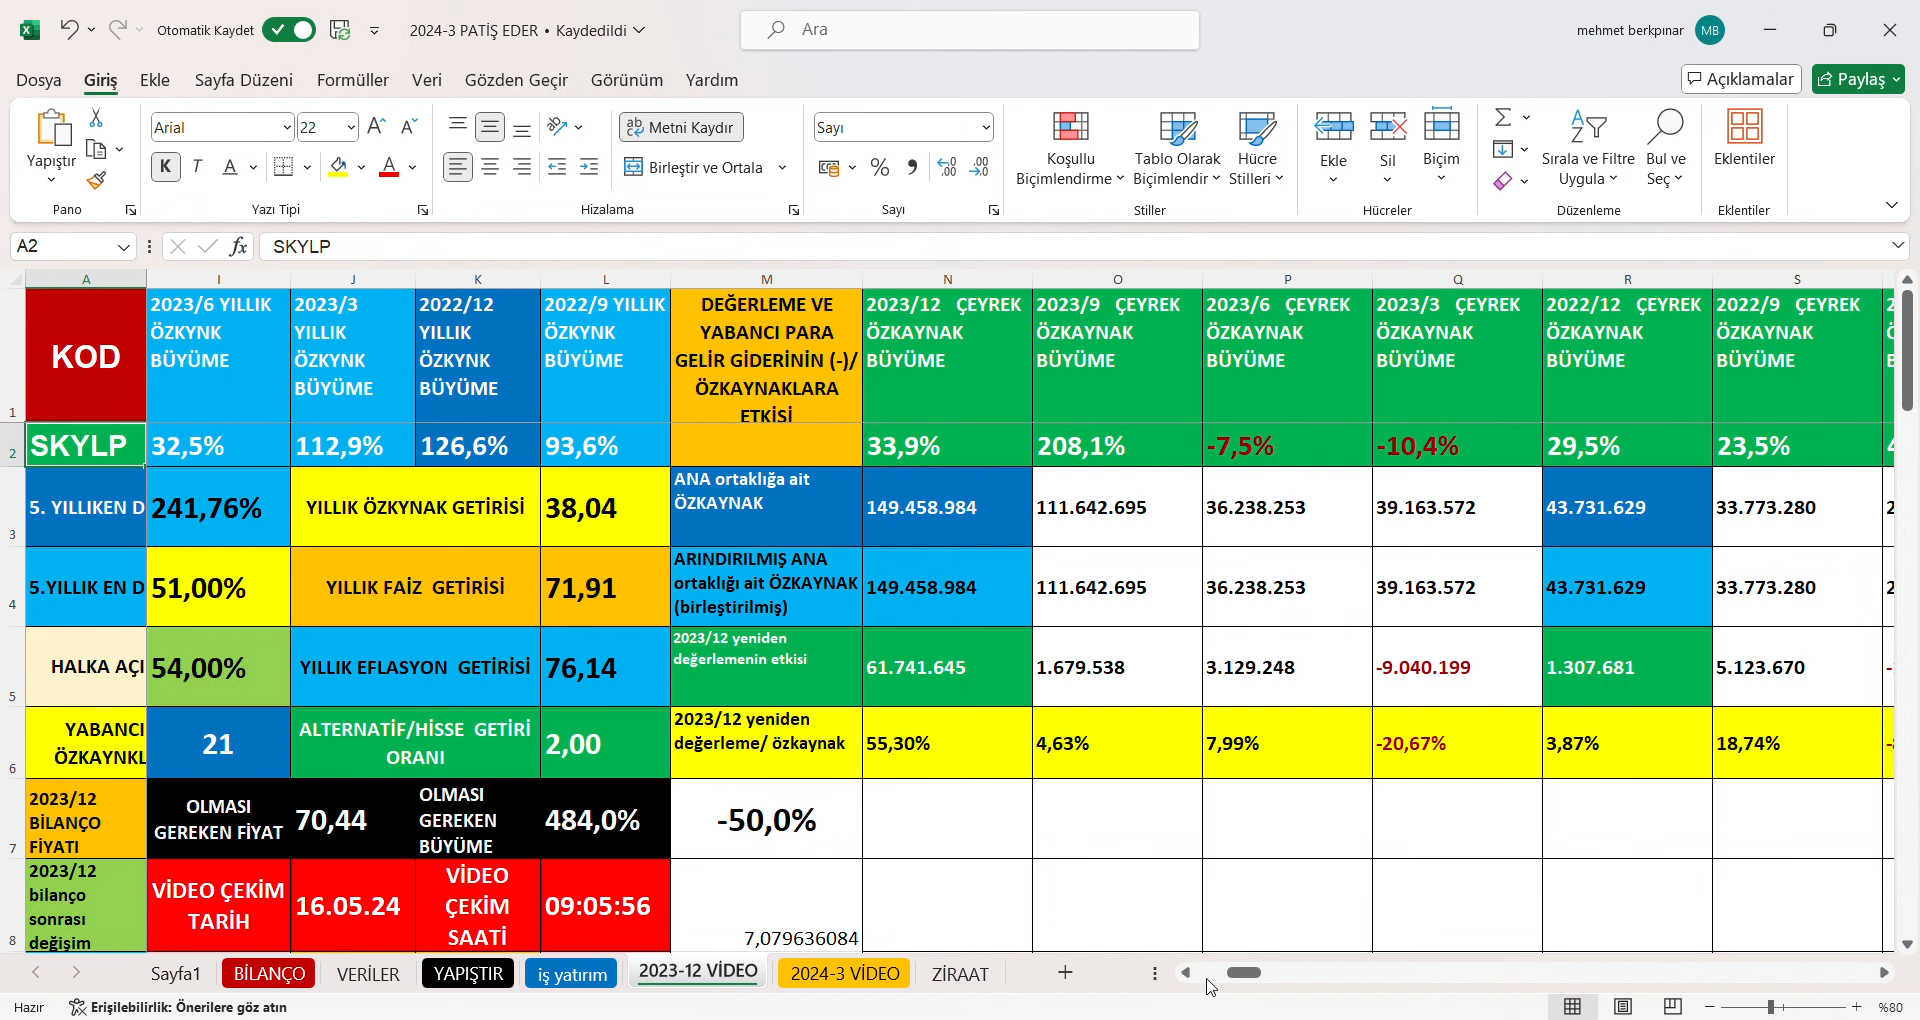 Otomatik Kaydet
2024-3 PATİŞ EDER • Kaydedildi
Ara
mehmet berkpınar
MB
Dosya Giriş Ekle Sayfa Düzeni Formüller Veri Gözden Geçir Görünüm Yardım
Açıklamalar
Paylaş
Yapıştır
Pano
Arial 22
K T A
Yazı Tipi
Metni Kaydır
Birleştir ve Ortala
Hizalama
Sayı
Sayı
Koşullu Biçimlendirme
Tablo Olarak Biçimlendir
Hücre Stilleri
Stiller
Ekle
Sil
Biçim
Hücreler
Sırala ve Filtre Uygula
Bul ve Seç
Düzenleme
Eklentiler
Eklentiler
A2
fx
SKYLP
A I J K L M N O P Q R S
1
KOD
2023/6 YILLIK ÖZKYNK BÜYÜME
2023/3 YILLIK ÖZKYNK BÜYÜME
2022/12 YILLIK ÖZKYNK BÜYÜME
2022/9 YILLIK ÖZKYNK BÜYÜME
DEĞERLEME VE YABANCI PARA GELİR GİDERİNİN (-)/ ÖZKAYNAKLARA ETKİSİ
2023/12 ÇEYREK ÖZKAYNAK BÜYÜME
2023/9 ÇEYREK ÖZKAYNAK BÜYÜME
2023/6 ÇEYREK ÖZKAYNAK BÜYÜME
2023/3 ÇEYREK ÖZKAYNAK BÜYÜME
2022/12 ÇEYREK ÖZKAYNAK BÜYÜME
2022/9 ÇEYREK ÖZKAYNAK BÜYÜME
2 SKYLP 32,5% 112,9% 126,6% 93,6% 33,9% 208,1% -7,5% -10,4% 29,5% 23,5%
3 5. YILLIKEN D 241,76% YILLIK ÖZKYNAK GETİRİSİ 38,04 ANA ortaklığa ait ÖZKAYNAK 149.458.984 111.642.695 36.238.253 39.163.572 43.731.629 33.773.280
4 5.YILLIK EN D 51,00% YILLIK FAİZ GETİRİSİ 71,91 ARINDIRILMIŞ ANA ortaklığı ait ÖZKAYNAK (birleştirilmiş) 149.458.984 111.642.695 36.238.253 39.163.572 43.731.629 33.773.280
5 HALKA AÇI 54,00% YILLIK EFLASYON GETİRİSİ 76,14 2023/12 yeniden değerlemenin etkisi 61.741.645 1.679.538 3.129.248 -9.040.199 1.307.681 5.123.670
6 YABANCI ÖZKAYNKL 21 ALTERNATİF/HİSSE GETİRİ ORANI 2,00 2023/12 yeniden değerleme/ özkaynak 55,30% 4,63% 7,99% -20,67% 3,87% 18,74%
7 2023/12 BİLANÇO FİYATI OLMASI GEREKEN FİYAT 70,44 OLMASI GEREKEN BÜYÜME 484,0% -50,0%
8 2023/12 bilanço sonrası değişim VİDEO ÇEKİM TARİH 16.05.24 VİDEO ÇEKİM SAATİ 09:05:56 7,079636084
Sayfa1 BİLANÇO VERİLER YAPIŞTIR iş yatırım 2023-12 VİDEO 2024-3 VİDEO ZİRAAT
Hazır
Erişilebilirlik: Önerilere göz atın
%80